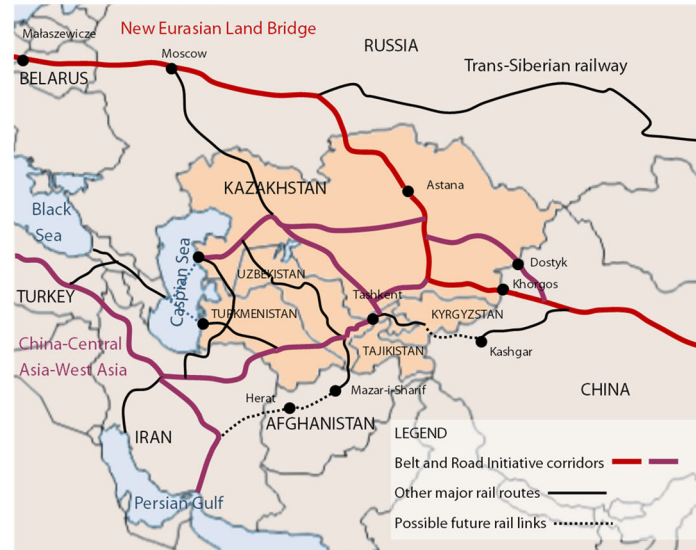 Małaszewicze
New Eurasian Land Bridge
RUSSIA
Moscow
Trans-Siberian railway
BELARUS
KAZAKHSTAN
Astana
Black
Sea
Caspian Sea
UZBEKISTAN
Dostyk
Khorgos
TURKEY
Tashkent
TURKMENISTAN
KYRGYZSTAN
China-Central
Asia-West Asia
TAJIKISTAN
Kashgar
CHINA
Herat
Mazar-i-Sharif
AFGHANISTAN
IRAN
Persian Gulf
LEGEND
Belt and Road Initiative corridors
Other major rail routes
Possible future rail links